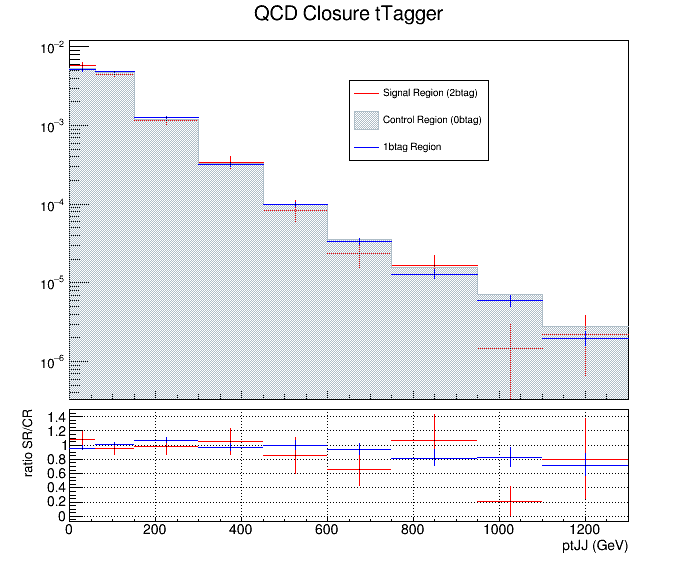 QCD Closure tTagger
10⁻²
10⁻³
10⁻⁴
10⁻⁵
10⁻⁶
Signal Region (2btag)
Control Region (0btag)
1btag Region
ratio SR/CR
1.4
1.2
1
0.8
0.6
0.4
0.2
0
0 200 400 600 800 1000 1200
ptJJ (GeV)